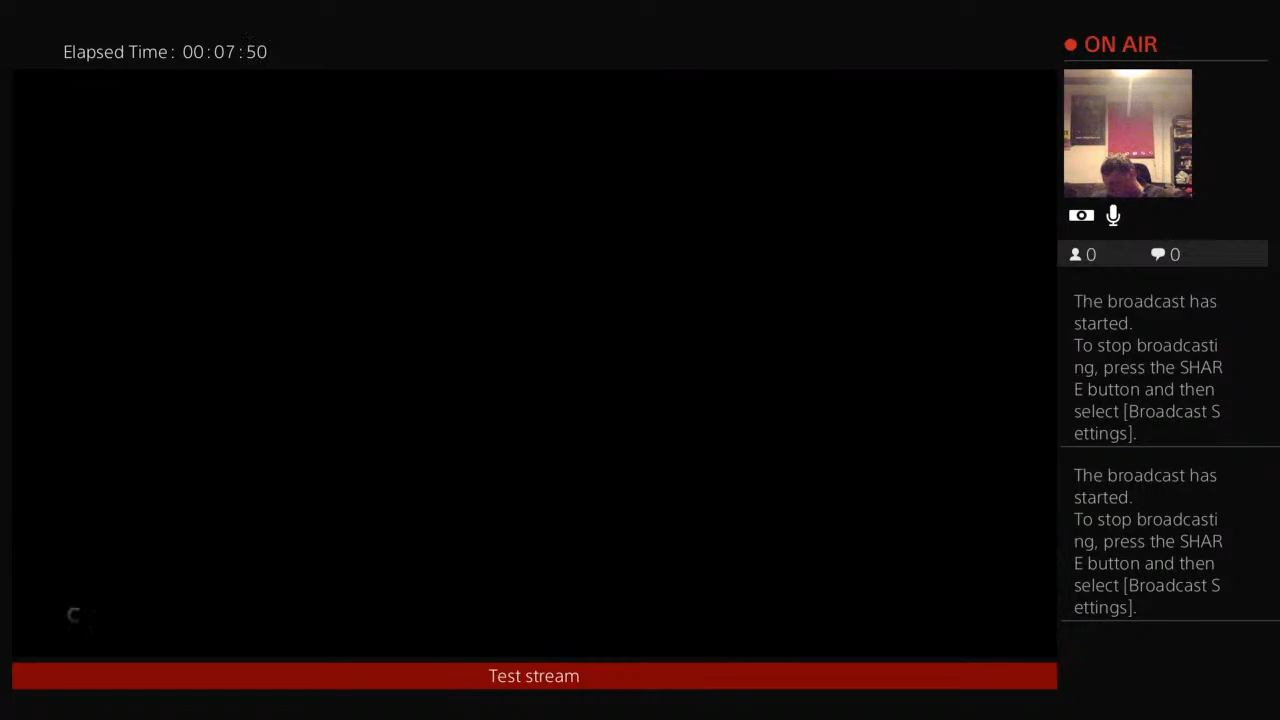 Elapsed Time: 00:07:50
ON AIR
0
0
The broadcast has
started.
To stop broadcasti
ng, press the SHAR
E button and then
select [Broadcast S
ettings].
The broadcast has
started.
To stop broadcasti
ng, press the SHAR
E button and then
select [Broadcast S
ettings].
Test stream